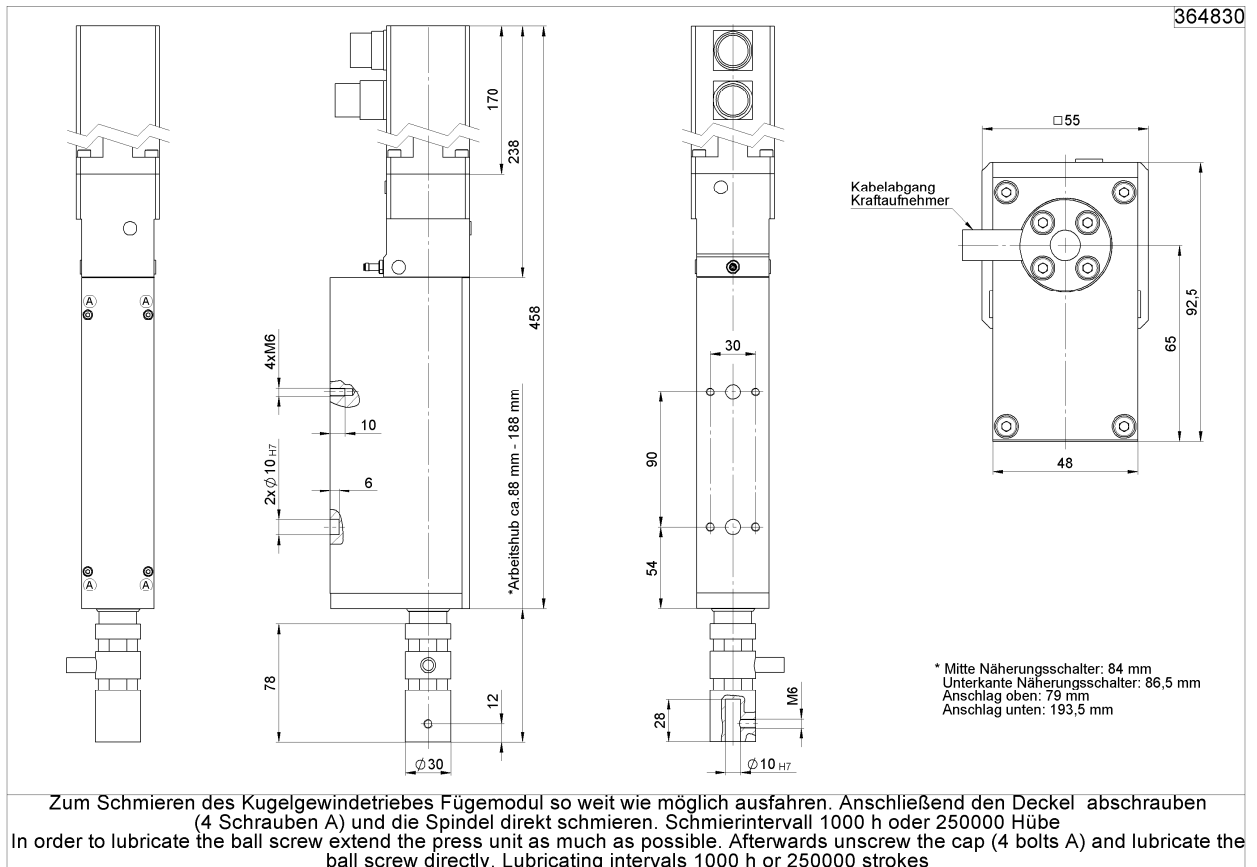 364830
170
238
458
□55
Kabelabgang
Kraftaufnehmer
92,5
65
48
A
A
A
A
4xM6
10
2xØ10 H7
6
*Arbeitshub ca.88 mm - 188 mm
30
90
54
78
12
Ø30
28
M6
Ø10 H7
* Mitte Näherungsschalter: 84 mm
Unterkante Näherungsschalter: 86,5 mm
Anschlag oben: 79 mm
Anschlag unten: 193,5 mm
Zum Schmieren des Kugelgewindetriebes Fügemodul so weit wie möglich ausfahren. Anschließend den Deckel abschrauben
(4 Schrauben A) und die Spindel direkt schmieren. Schmierintervall 1000 h oder 250000 Hübe
In order to lubricate the ball screw extend the press unit as much as possible. Afterwards unscrew the cap (4 bolts A) and lubricate the
ball screw directly. Lubricating intervals 1000 h or 250000 strokes